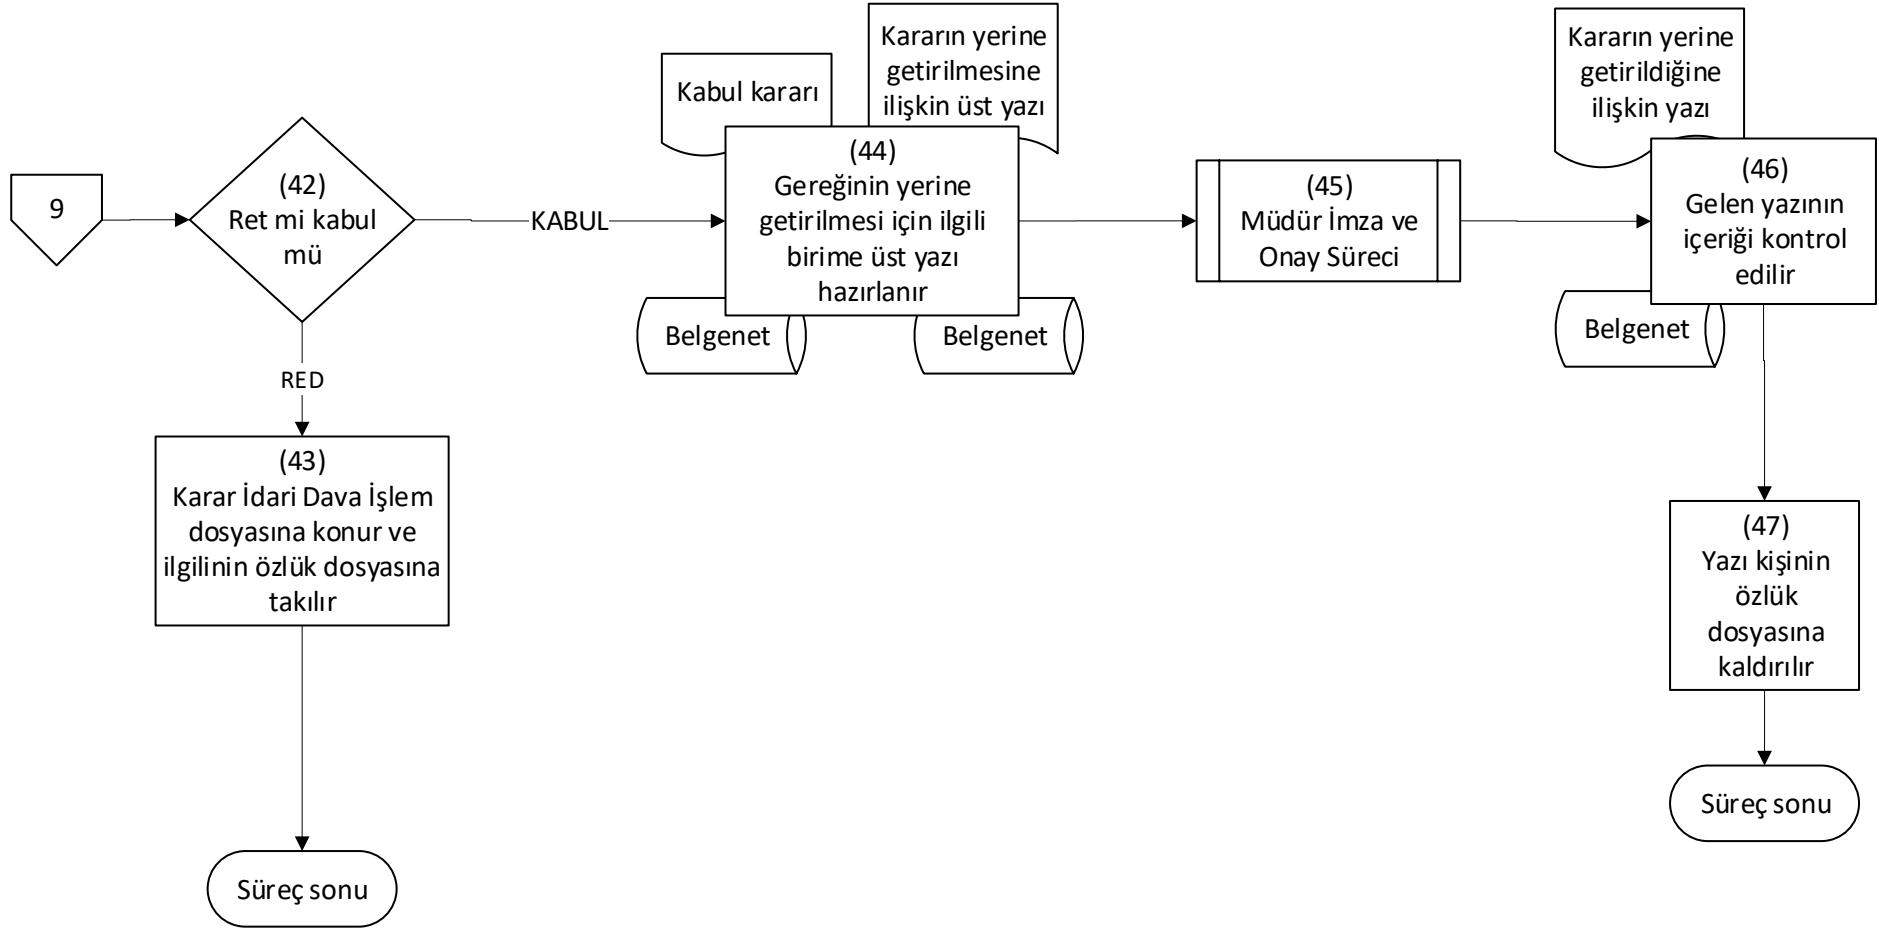 9
(42)
Ret mi kabul
mü
KABUL
RED
(43)
Karar İdari Dava İşlem
dosyasına konur ve
ilgilinin özlük dosyasına
takılır
Süreç sonu
Kabul kararı
Kararın yerine
getirilmesine
ilişkin üst yazı
(44)
Gereğinin yerine
getirilmesi için ilgili
birime üst yazı
hazırlanır
Belgenet
Belgenet
(45)
Müdür İmza ve
Onay Süreci
Kararın yerine
getirildiğine
ilişkin yazı
(46)
Gelen yazının
içeriği kontrol
edilir
Belgenet
(47)
Yazı kişinin
özlük
dosyasına
kaldırılır
Süreç sonu